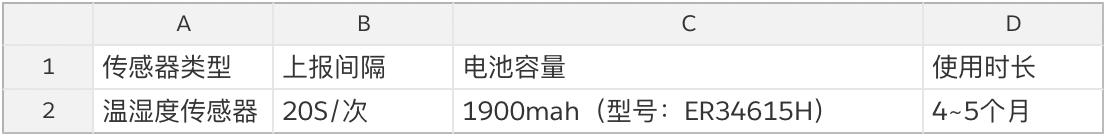 A B C D
1 传感器类型 上报间隔 电池容量 使用时长
2 温湿度传感器 20S/次 1900mah（型号：ER34615H） 4~5个月